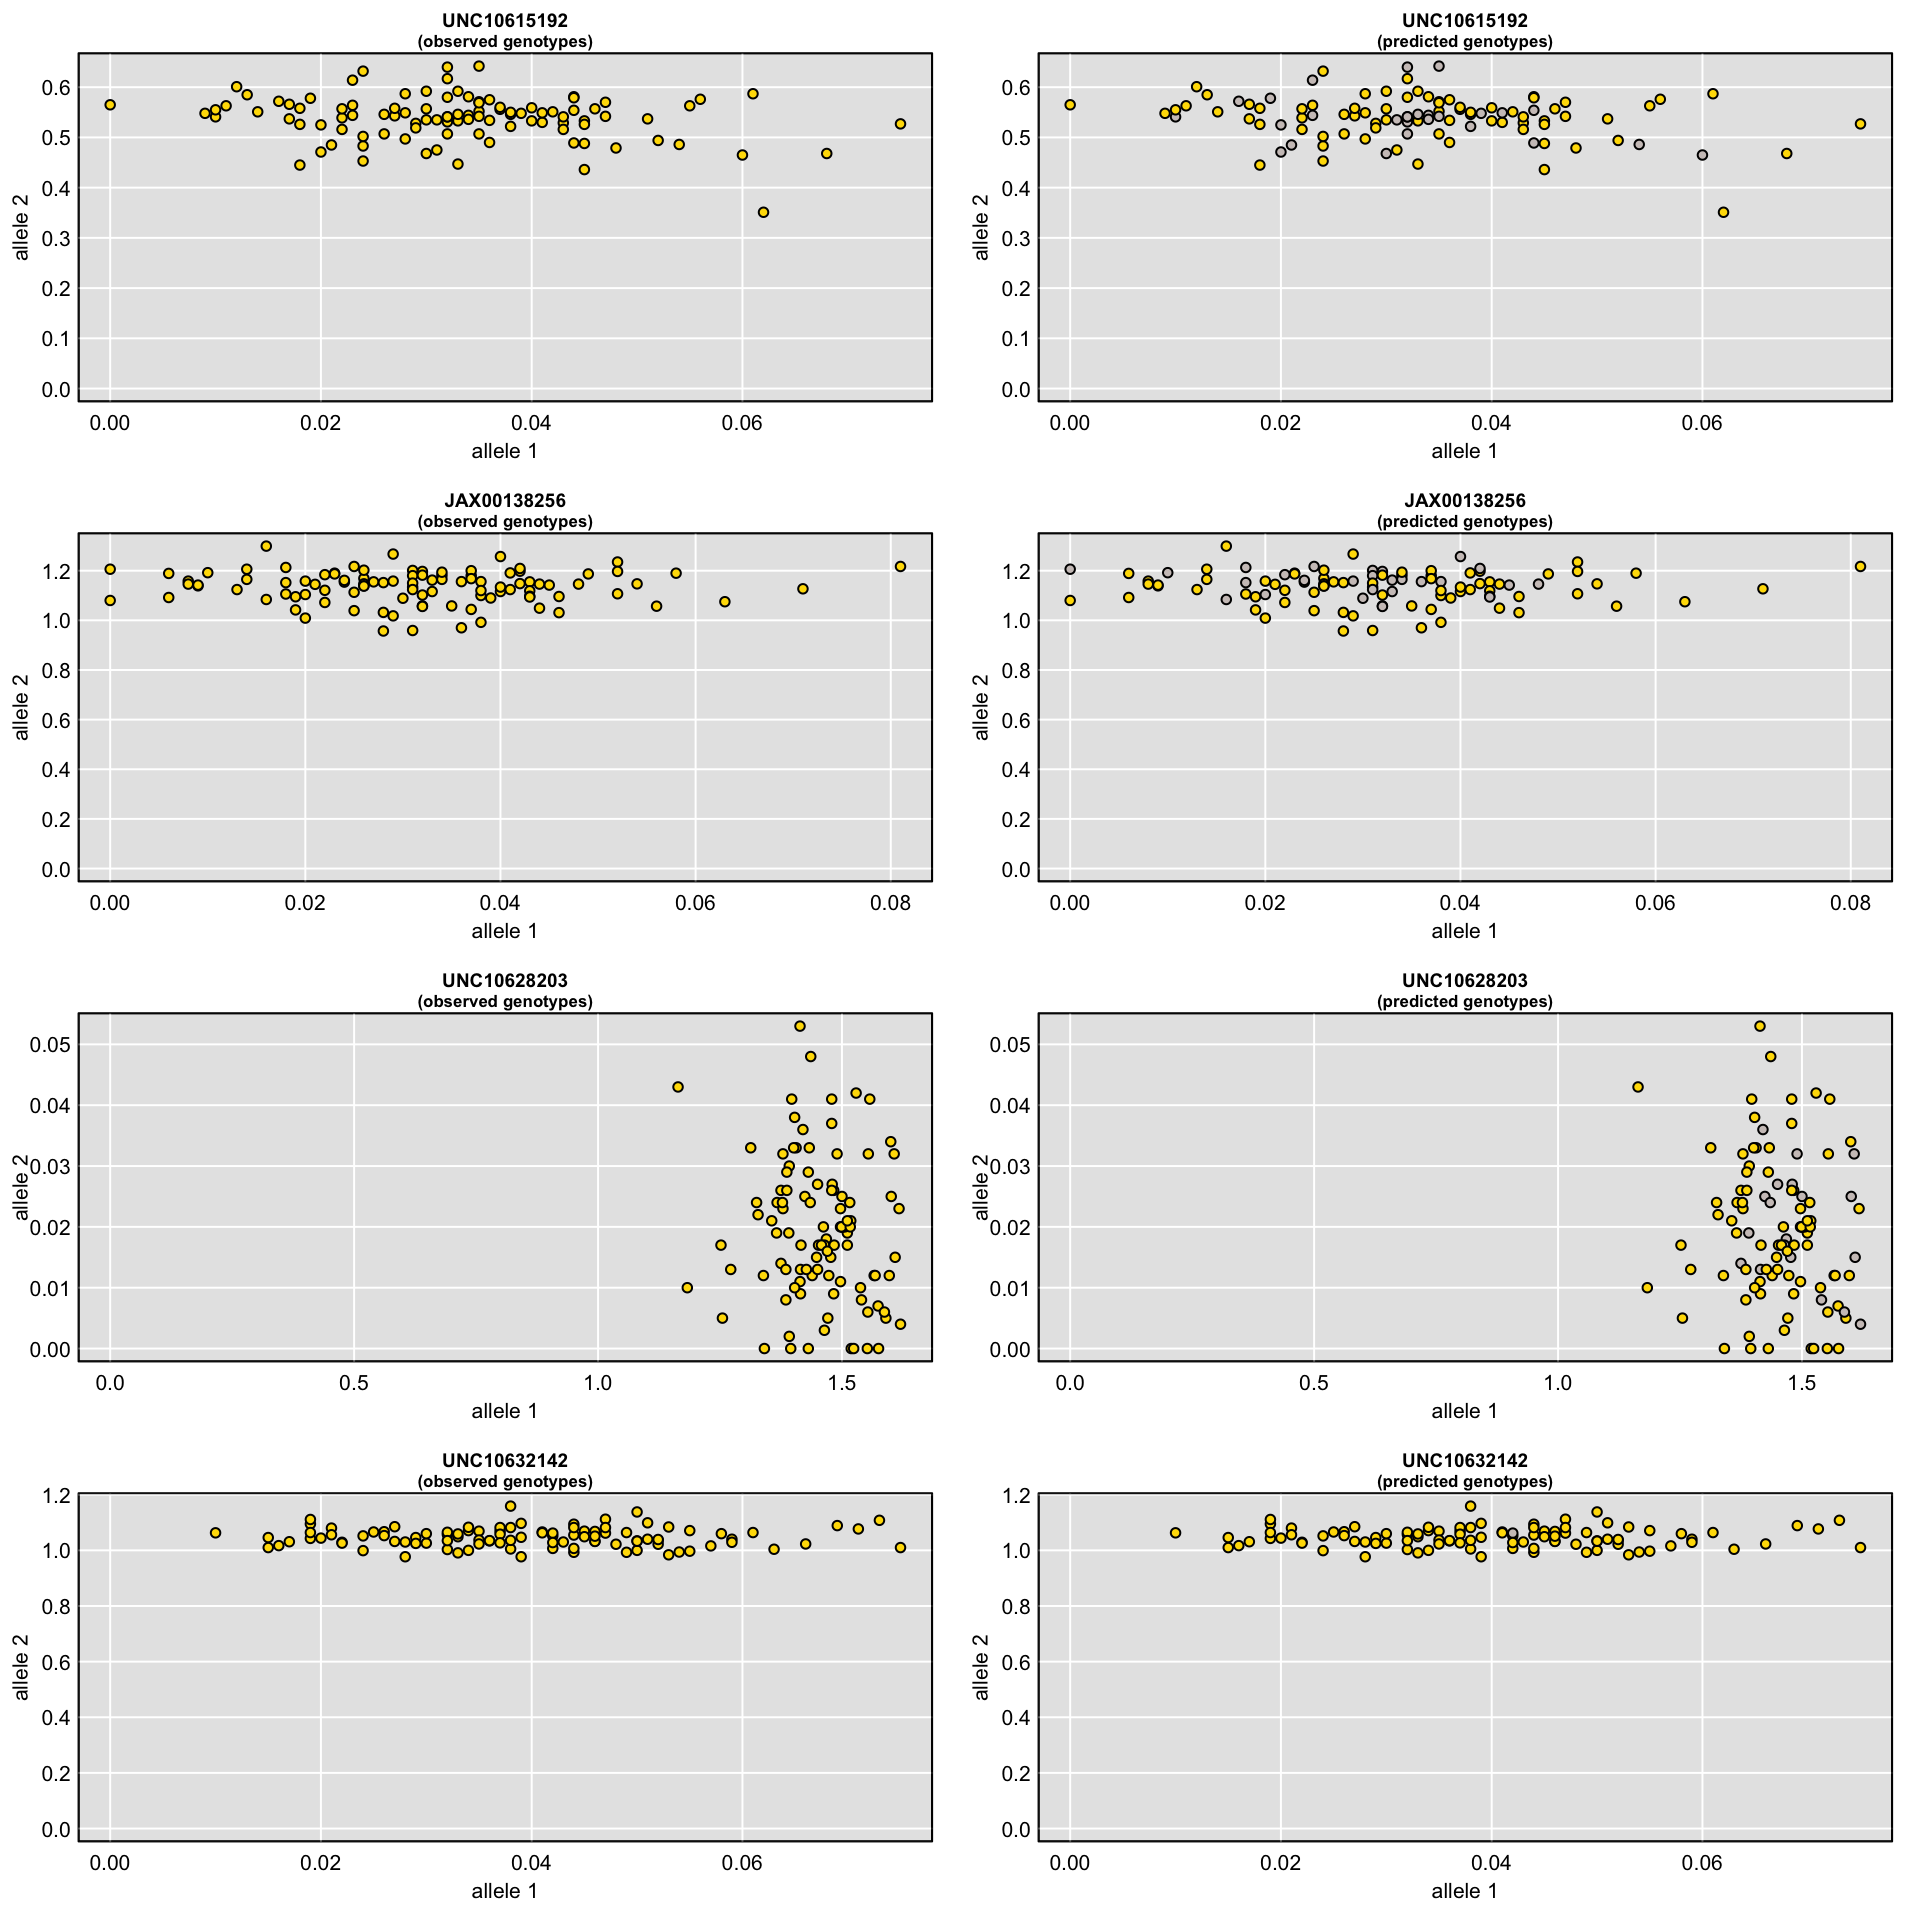 UNC10615192
(observed genotypes)
0.6
0.5
0.4
0.3
0.2
0.1
0.0
allele 2
0.00 0.02 0.04 0.06
allele 1
UNC10615192
(predicted genotypes)
0.6
0.5
0.4
0.3
0.2
0.1
0.0
allele 2
0.00 0.02 0.04 0.06
allele 1
JAX00138256
(observed genotypes)
1.2
1.0
0.8
0.6
0.4
0.2
0.0
allele 2
0.00 0.02 0.04 0.06 0.08
allele 1
JAX00138256
(predicted genotypes)
1.2
1.0
0.8
0.6
0.4
0.2
0.0
allele 2
0.00 0.02 0.04 0.06 0.08
allele 1
UNC10628203
(observed genotypes)
0.05
0.04
0.03
0.02
0.01
0.00
allele 2
0.0 0.5 1.0 1.5
allele 1
UNC10628203
(predicted genotypes)
0.05
0.04
0.03
0.02
0.01
0.00
allele 2
0.0 0.5 1.0 1.5
allele 1
UNC10632142
(observed genotypes)
1.2
1.0
0.8
0.6
0.4
0.2
0.0
allele 2
0.00 0.02 0.04 0.06
allele 1
UNC10632142
(predicted genotypes)
1.2
1.0
0.8
0.6
0.4
0.2
0.0
allele 2
0.00 0.02 0.04 0.06
allele 1